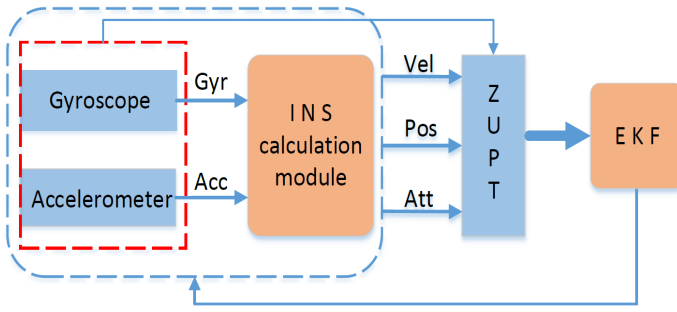 Gyroscope
Gyr
Accelerometer
Acc
I N S
calculation
module
Vel
Pos
Att
Z
U
P
T
E K F